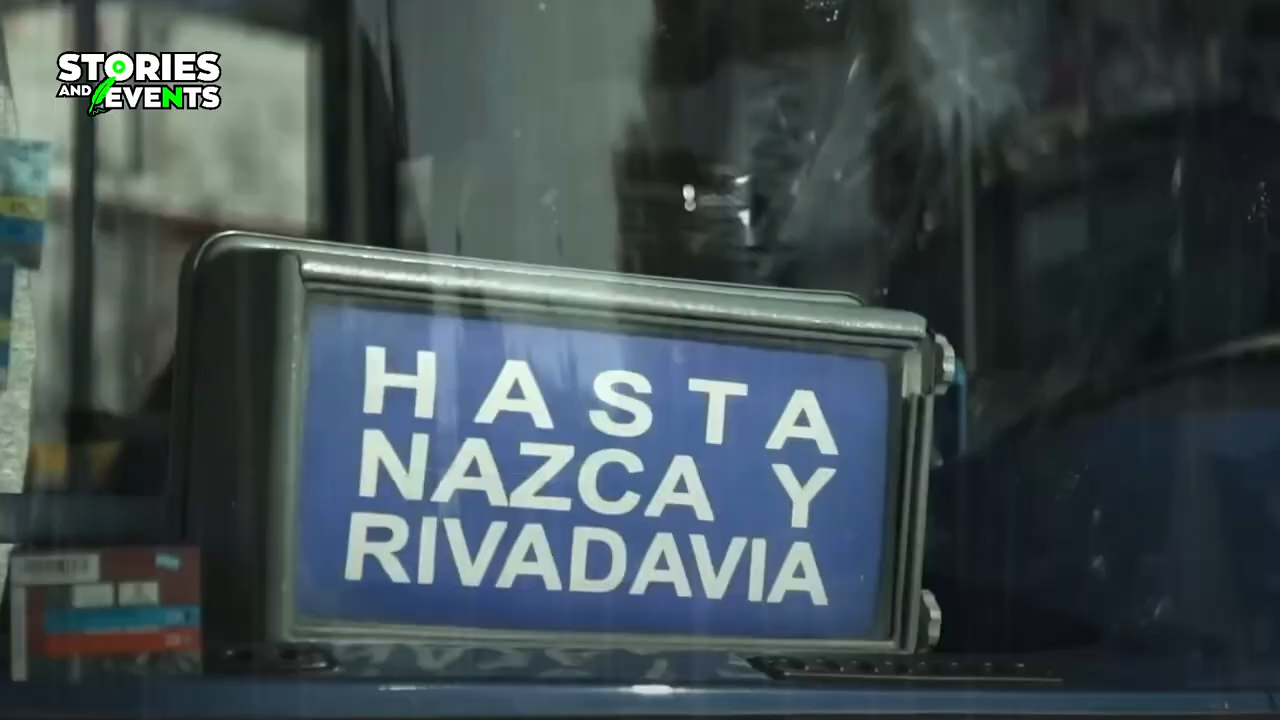 STORIES
AND EVENTS
HASTA
NAZCA Y
RIVADAVIA